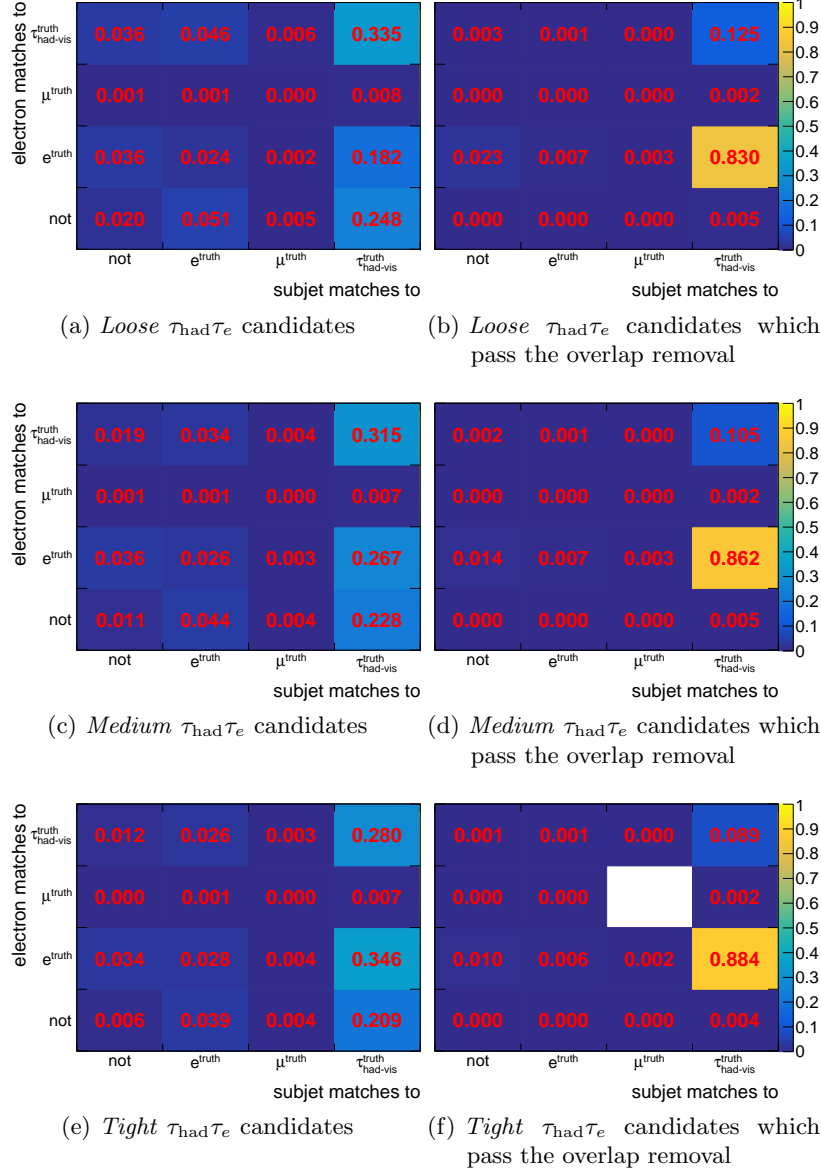 electron matches to
τ^truth_had-vis 0.036 0.046 0.006 0.335
μ^truth 0.001 0.001 0.000 0.008
e^truth 0.036 0.024 0.002 0.182
not 0.020 0.051 0.005 0.248
not e^truth μ^truth τ^truth_had-vis
subjet matches to
(a) Loose τ_had τ_e candidates
0.003 0.001 0.000 0.125
0.000 0.000 0.000 0.002
0.023 0.007 0.003 0.830
0.000 0.000 0.000 0.005
not e^truth μ^truth τ^truth_had-vis
subjet matches to
1
0.9
0.8
0.7
0.6
0.5
0.4
0.3
0.2
0.1
0
(b) Loose τ_had τ_e candidates which
pass the overlap removal
electron matches to
τ^truth_had-vis 0.019 0.034 0.004 0.315
μ^truth 0.001 0.001 0.000 0.007
e^truth 0.036 0.026 0.003 0.267
not 0.011 0.044 0.004 0.228
not e^truth μ^truth τ^truth_had-vis
subjet matches to
(c) Medium τ_had τ_e candidates
0.002 0.001 0.000 0.105
0.000 0.000 0.000 0.002
0.014 0.007 0.003 0.862
0.000 0.000 0.000 0.005
not e^truth μ^truth τ^truth_had-vis
subjet matches to
1
0.9
0.8
0.7
0.6
0.5
0.4
0.3
0.2
0.1
0
(d) Medium τ_had τ_e candidates which
pass the overlap removal
electron matches to
τ^truth_had-vis 0.012 0.026 0.003 0.280
μ^truth 0.000 0.001 0.000 0.007
e^truth 0.034 0.028 0.004 0.346
not 0.006 0.039 0.004 0.209
not e^truth μ^truth τ^truth_had-vis
subjet matches to
(e) Tight τ_had τ_e candidates
0.001 0.001 0.000 0.089
0.000 0.000 0.002
0.010 0.006 0.002 0.884
0.000 0.000 0.000 0.004
not e^truth μ^truth τ^truth_had-vis
subjet matches to
1
0.9
0.8
0.7
0.6
0.5
0.4
0.3
0.2
0.1
0
(f) Tight τ_had τ_e candidates which
pass the overlap removal